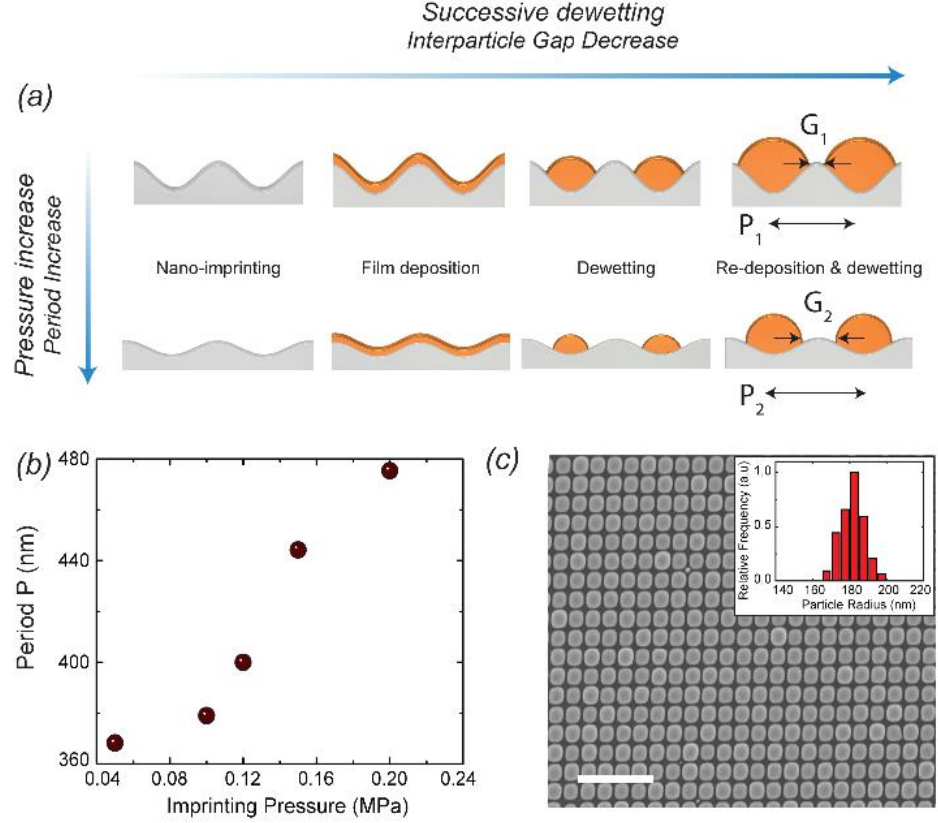 Successive dewetting
Interparticle Gap Decrease
(a)
Pressure increase
Period Increase
G1
P1
Nano-imprinting
Film deposition
Dewetting
Re-deposition & dewetting
G2
P2
(b)
480
440
400
360
Period P (nm)
0.04
0.08
0.12
0.16
0.20
0.24
Imprinting Pressure (MPa)
(c)
Relative Frequency (a.u)
1.0
0.5
0.0
140
160
180
200
220
Particle Radius (nm)